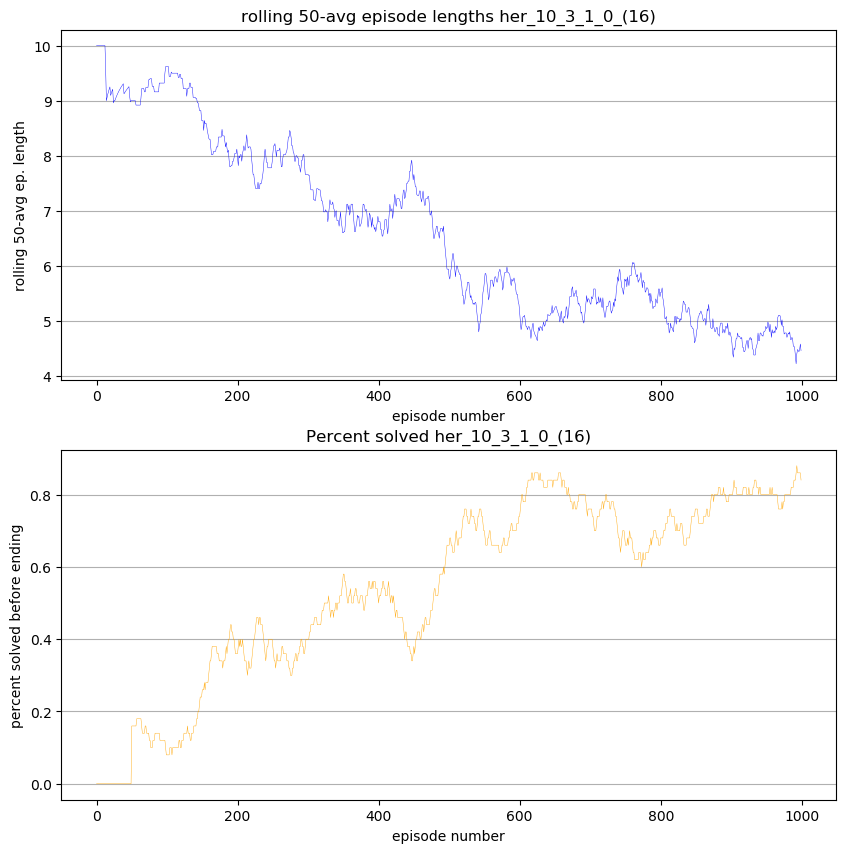 rolling 50-avg episode lengths her_10_3_1_0_(16)
rolling 50-avg ep. length
10
9
8
7
6
5
4
0 200 400 600 800 1000
episode number
Percent solved her_10_3_1_0_(16)
percent solved before ending
0.8
0.6
0.4
0.2
0.0
0 200 400 600 800 1000
episode number